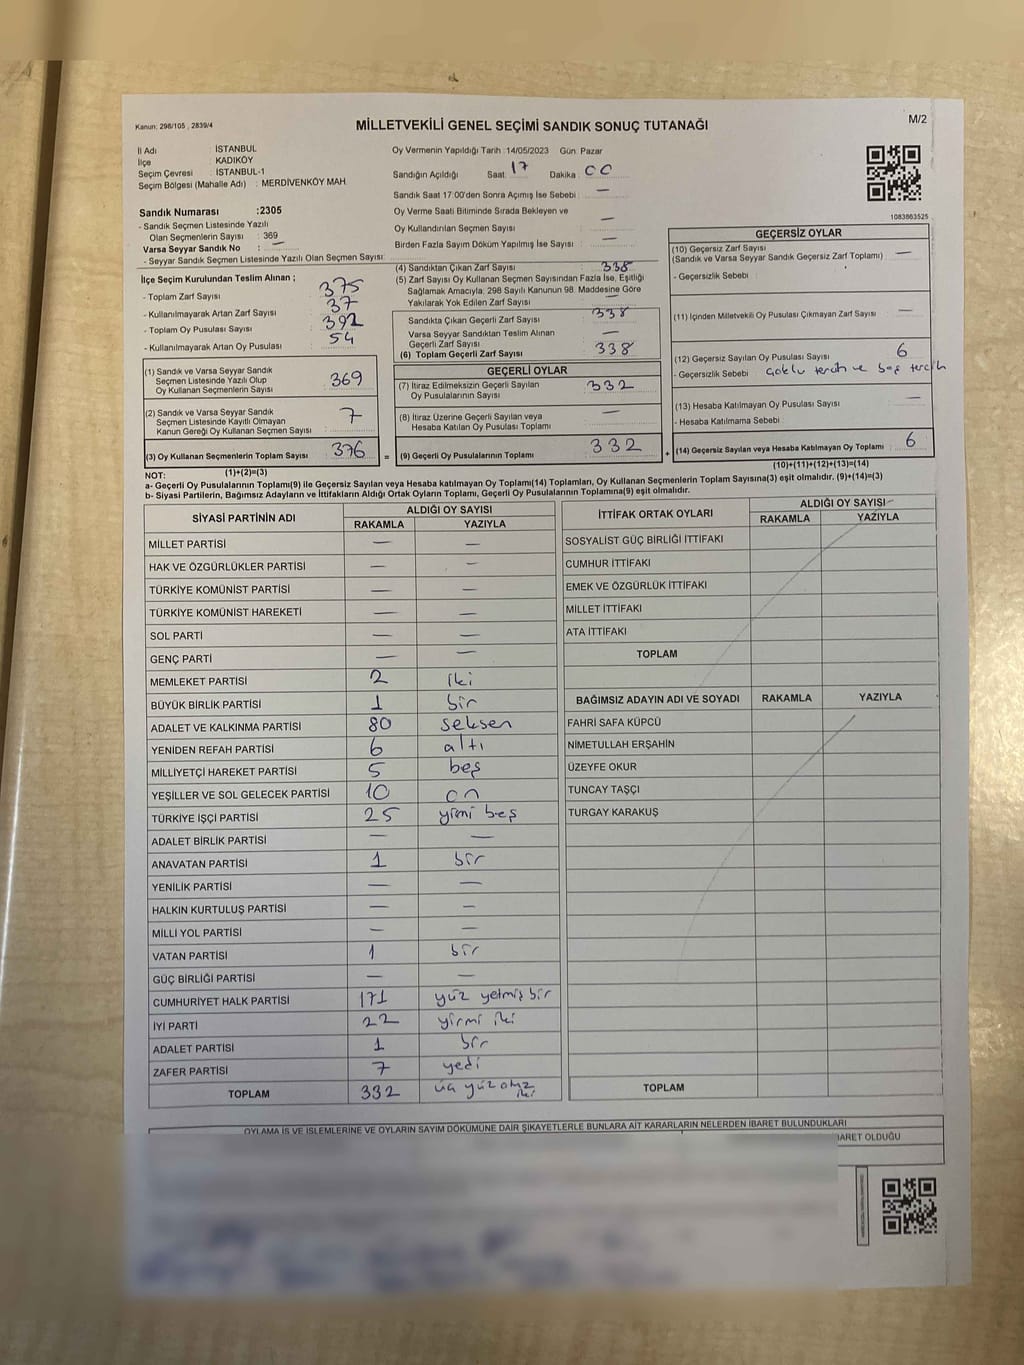 Kanun: 298/105 , 2839/4
MİLLETVEKİLİ GENEL SEÇİMİ SANDIK SONUÇ TUTANAĞI
M/2
İl Adı : İSTANBUL
İlçe : KADIKÖY
Seçim Çevresi : İSTANBUL-1
Seçim Bölgesi (Mahalle Adı) : MERDİVENKÖY MAH.
Oy Vermenin Yapıldığı Tarih :14/05/2023 Gün: Pazar
Sandığın Açıldığı Saat 17 Dakika 00
Sandık Saat 17:00'den Sonra Açımış İse Sebebi : —
Oy Verme Saati Bitiminde Sırada Bekleyen ve
Oy Kullandırılan Seçmen Sayısı : —
Birden Fazla Sayım Döküm Yapılmış İse Sayısı : —
1083863525
Sandık Numarası :2305
- Sandık Seçmen Listesinde Yazılı
Olan Seçmenlerin Sayısı : 369
Varsa Seyyar Sandık No : —
- Seyyar Sandık Seçmen Listesinde Yazılı Olan Seçmen Sayısı:
İlçe Seçim Kurulundan Teslim Alınan ;
- Toplam Zarf Sayısı : 375
- Kullanılmayarak Artan Zarf Sayısı : 37
- Toplam Oy Pusulası Sayısı : 392
- Kullanılmayarak Artan Oy Pusulası : 54
(1) Sandık ve Varsa Seyyar Sandık
Seçmen Listesinde Yazılı Olup
Oy Kullanan Seçmenlerin Sayısı : 369
(2) Sandık ve Varsa Seyyar Sandık
Seçmen Listesinde Kayıtlı Olmayan
Kanun Gereği Oy Kullanan Seçmen Sayısı : 7
(3) Oy Kullanan Seçmenlerin Toplam Sayısı : 376
(1)+(2)=(3)
(4) Sandıktan Çıkan Zarf Sayısı : 338
(5) Zarf Sayısı Oy Kullanan Seçmen Sayısından Fazla İse, Eşitliği
Sağlamak Amacıyla, 298 Sayılı Kanunun 98. Maddesine Göre
Yakılarak Yok Edilen Zarf Sayısı : —
Sandıkta Çıkan Geçerli Zarf Sayısı : 338
Varsa Seyyar Sandıktan Teslim Alınan
Geçerli Zarf Sayısı : —
(6) Toplam Geçerli Zarf Sayısı : 338
GEÇERLİ OYLAR
(7) İtiraz Edilmeksizin Geçerli Sayılan
Oy Pusulalarının Sayısı : 332
(8) İtiraz Üzerine Geçerli Sayılan veya
Hesaba Katılan Oy Pusulası Toplamı : —
= (9) Geçerli Oy Pusulalarının Toplamı : 332
GEÇERSİZ OYLAR
(10) Geçersiz Zarf Sayısı
(Sandık ve Varsa Seyyar Sandık Geçersiz Zarf Toplamı) : —
- Geçersizlik Sebebi :
(11) İçinden Milletvekili Oy Pusulası Çıkmayan Zarf Sayısı : —
(12) Geçersiz Sayılan Oy Pusulası Sayısı : 6
- Geçersizlik Sebebi : Çoklu tercih ve boş tercih
(13) Hesaba Katılmayan Oy Pusulası Sayısı : —
- Hesaba Katılmama Sebebi :
+ (14) Geçersiz Sayılan veya Hesaba Katılmayan Oy Toplamı : 6
(10)+(11)+(12)+(13)=(14)
NOT:
a- Geçerli Oy Pusulalarının Toplamı(9) ile Geçersiz Sayılan veya Hesaba katılmayan Oy Toplamı(14) Toplamları, Oy Kullanan Seçmenlerin Toplam Sayısına(3) eşit olmalıdır. (9)+(14)=(3)
b- Siyasi Partilerin, Bağımsız Adayların ve İttifakların Aldığı Ortak Oyların Toplamı, Geçerli Oy Pusulalarının Toplamına(9) eşit olmalıdır.
SİYASİ PARTİNİN ADI ALDIĞI OY SAYISI
RAKAMLA YAZIYLA
MİLLET PARTİSİ — —
HAK VE ÖZGÜRLÜKLER PARTİSİ — —
TÜRKİYE KOMÜNİST PARTİSİ — —
TÜRKİYE KOMÜNİST HAREKETİ — —
SOL PARTİ — —
GENÇ PARTİ — —
MEMLEKET PARTİSİ 2 iki
BÜYÜK BİRLİK PARTİSİ 1 bir
ADALET VE KALKINMA PARTİSİ 80 seksen
YENİDEN REFAH PARTİSİ 6 altı
MİLLİYETÇİ HAREKET PARTİSİ 5 beş
YEŞİLLER VE SOL GELECEK PARTİSİ 10 on
TÜRKİYE İŞÇİ PARTİSİ 25 yirmi beş
ADALET BİRLİK PARTİSİ — —
ANAVATAN PARTİSİ 1 bir
YENİLİK PARTİSİ — —
HALKIN KURTULUŞ PARTİSİ — —
MİLLİ YOL PARTİSİ — —
VATAN PARTİSİ 1 bir
GÜÇ BİRLİĞİ PARTİSİ — —
CUMHURİYET HALK PARTİSİ 171 yüz yetmiş bir
İYİ PARTİ 22 yirmi iki
ADALET PARTİSİ 1 bir
ZAFER PARTİSİ 7 yedi
TOPLAM 332 üç yüz otuz iki
İTTİFAK ORTAK OYLARI ALDIĞI OY SAYISI
RAKAMLA YAZIYLA
SOSYALİST GÜÇ BİRLİĞİ İTTİFAKI
CUMHUR İTTİFAKI
EMEK VE ÖZGÜRLÜK İTTİFAKI
MİLLET İTTİFAKI
ATA İTTİFAKI
TOPLAM
BAĞIMSIZ ADAYIN ADI VE SOYADI RAKAMLA YAZIYLA
FAHRİ SAFA KÜPCÜ
NİMETULLAH ERŞAHİN
ÜZEYFE OKUR
TUNCAY TAŞÇI
TURGAY KARAKUŞ
TOPLAM
OYLAMA İŞ VE İŞLEMLERİNE VE OYLARIN SAYIM DÖKÜMÜNE DAİR ŞİKAYETLERLE BUNLARA AİT KARARLARIN NELERDEN İBARET BULUNDUKLARI
İBARET OLDUĞU